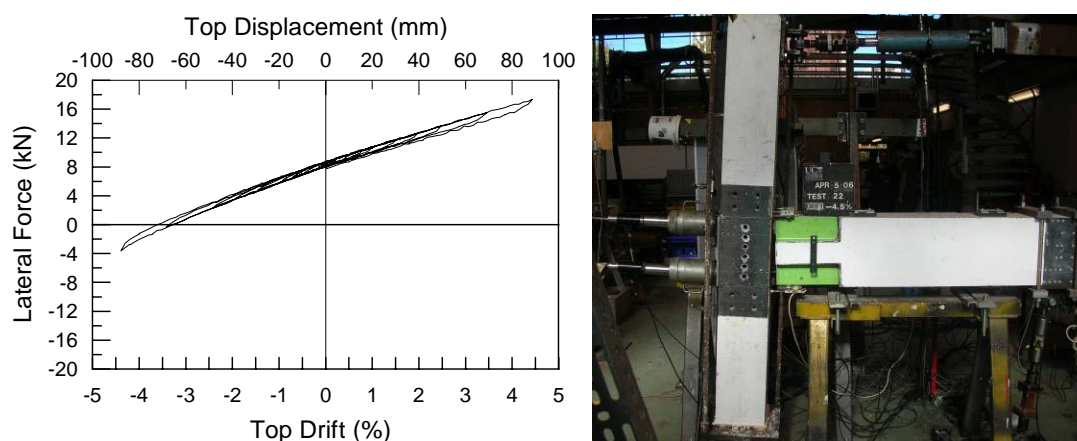 Top Displacement (mm)
-100 -80 -60 -40 -20 0 20 40 60 80 100
20
16
12
8
4
0
-4
-8
-12
-16
-20
Lateral Force (kN)
-5 -4 -3 -2 -1 0 1 2 3 4 5
Top Drift (%)
APR 5 06
TEST 22
-4.5%